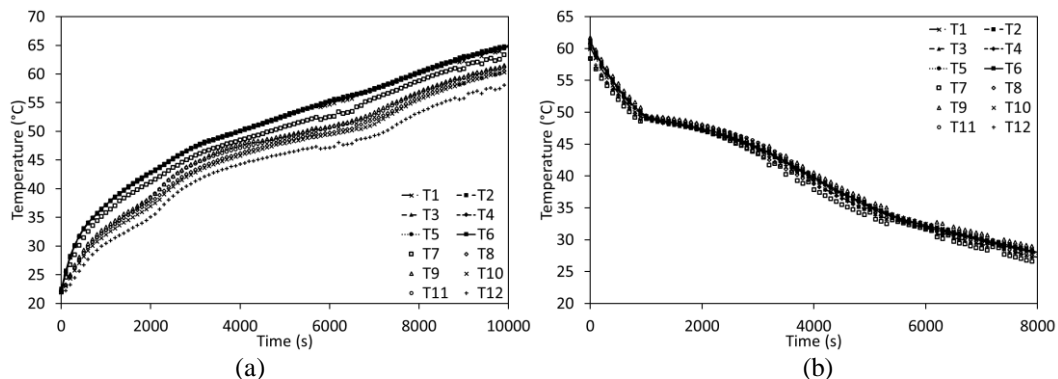 70
65
60
55
50
45
40
35
30
25
20
Temperature (°C)
T1 T2
T3 T4
T5 T6
T7 T8
T9 T10
T11 T12
0 2000 4000 6000 8000 10000
Time (s)
(a)
65
60
55
50
45
40
35
30
25
20
Temperature (°C)
T1 T2
T3 T4
T5 T6
T7 T8
T9 T10
T11 T12
0 2000 4000 6000 8000
Time (s)
(b)